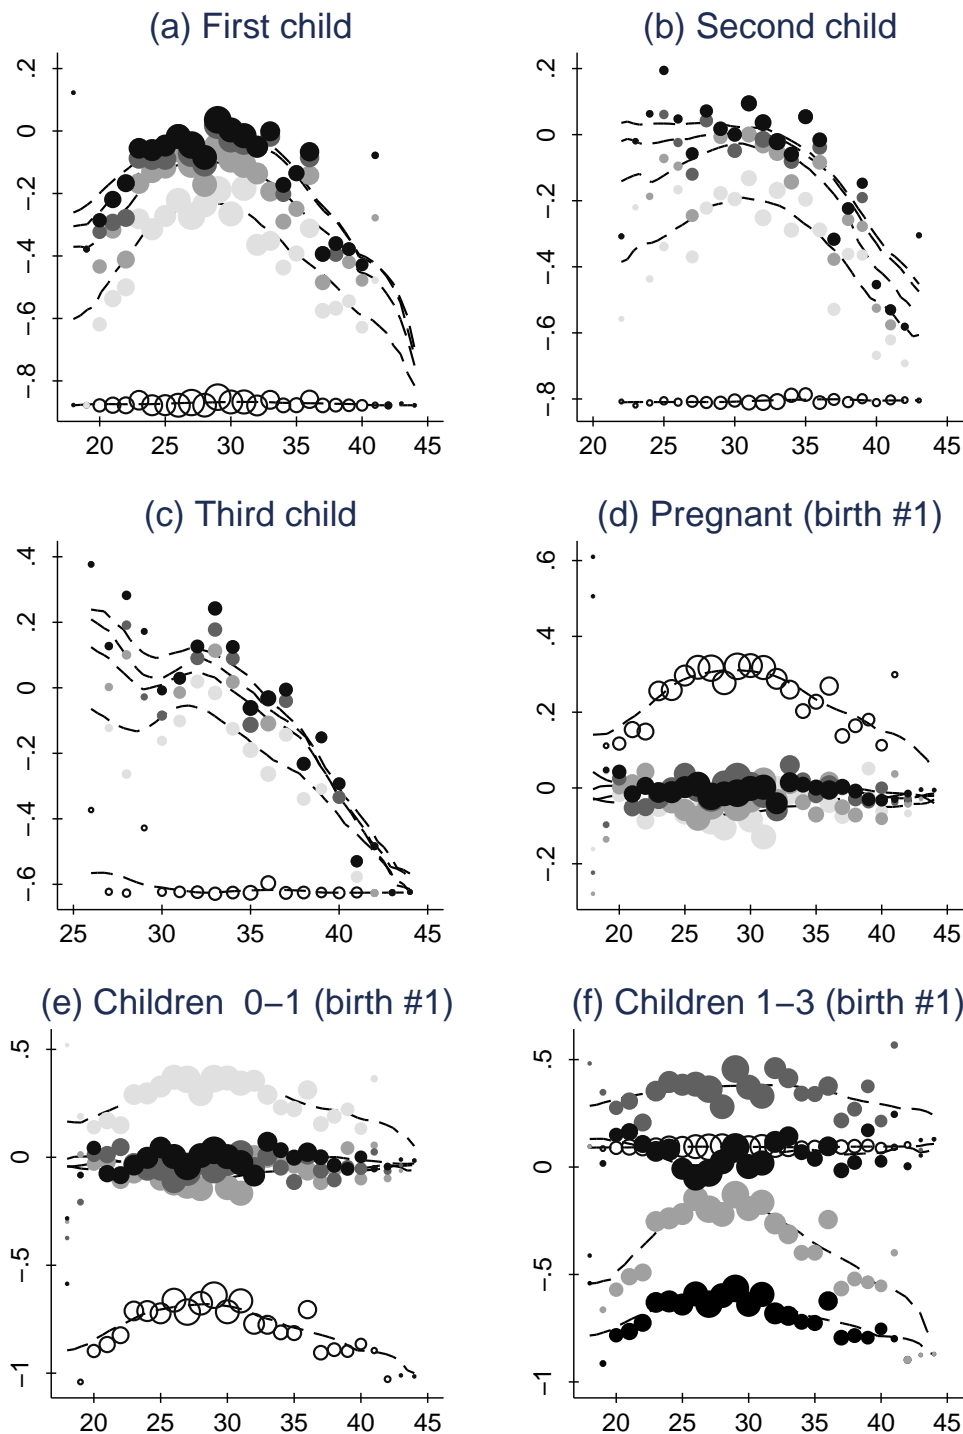 (a) First child
.2
0
−.2
−.4
−.6
−.8
20 25 30 35 40 45
(b) Second child
.2
0
−.2
−.4
−.6
−.8
20 25 30 35 40 45
(c) Third child
.4
.2
0
−.2
−.4
−.6
25 30 35 40 45
(d) Pregnant (birth #1)
.6
.4
.2
0
−.2
20 25 30 35 40 45
(e) Children 0−1 (birth #1)
.5
0
−.5
−1
20 25 30 35 40 45
(f) Children 1−3 (birth #1)
.5
0
−.5
−1
20 25 30 35 40 45